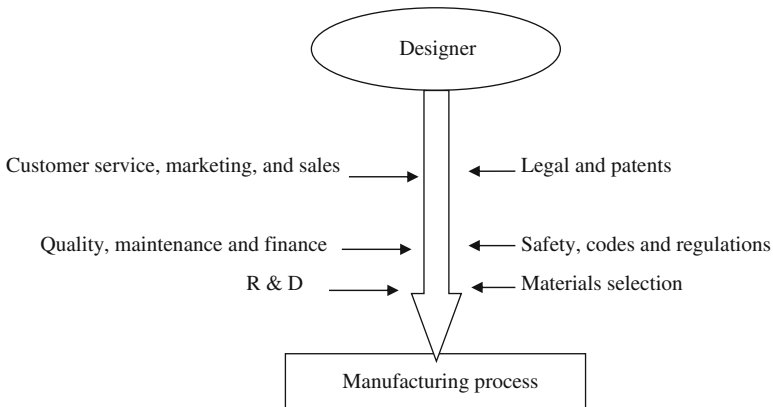 Designer
Customer service, marketing, and sales
Legal and patents
Quality, maintenance and finance
Safety, codes and regulations
R & D
Materials selection
Manufacturing process